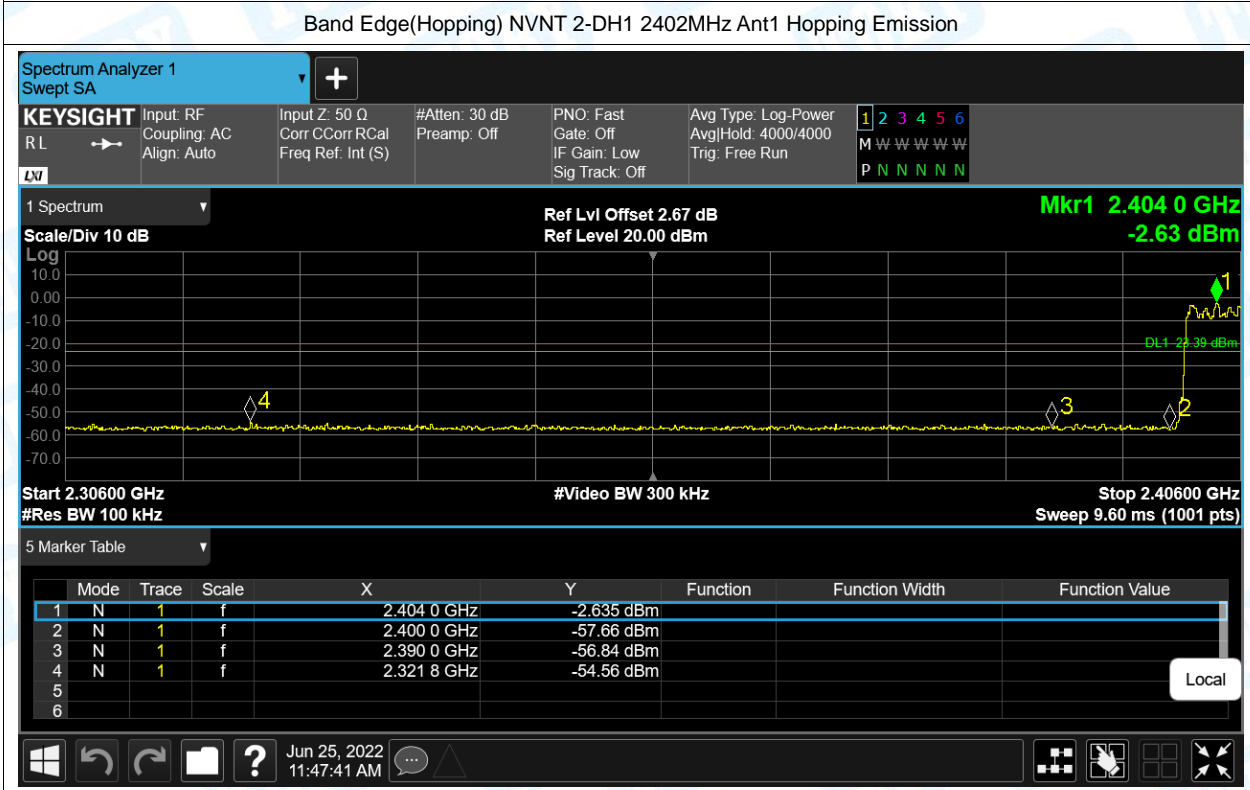 Band Edge(Hopping) NVNT 2-DH1 2402MHz Ant1 Hopping Emission
Spectrum Analyzer 1
Swept SA
KEYSIGHT
RL
LXI
Input: RF
Coupling: AC
Align: Auto
Input Z: 50 Ω
Corr CCorr RCal
Freq Ref: Int (S)
#Atten: 30 dB
Preamp: Off
PNO: Fast
Gate: Off
IF Gain: Low
Sig Track: Off
Avg Type: Log-Power
Avg|Hold: 4000/4000
Trig: Free Run
1 2 3 4 5 6
M W W W W W
P N N N N N
1 Spectrum
Ref Lvl Offset 2.67 dB
Mkr1 2.404 0 GHz
Scale/Div 10 dB
Ref Level 20.00 dBm
-2.63 dBm
Log
10.0
0.00
-10.0
-20.0
-30.0
-40.0
-50.0
-60.0
-70.0
1
DL1 -23.39 dBm
4
3
2
Start 2.30600 GHz
#Video BW 300 kHz
Stop 2.40600 GHz
#Res BW 100 kHz
Sweep 9.60 ms (1001 pts)
5 Marker Table
Mode Trace Scale X Y Function Function Width Function Value
1 N 1 f 2.404 0 GHz -2.635 dBm
2 N 1 f 2.400 0 GHz -57.66 dBm
3 N 1 f 2.390 0 GHz -56.84 dBm
4 N 1 f 2.321 8 GHz -54.56 dBm
5
6
Local
?
Jun 25, 2022
11:47:41 AM